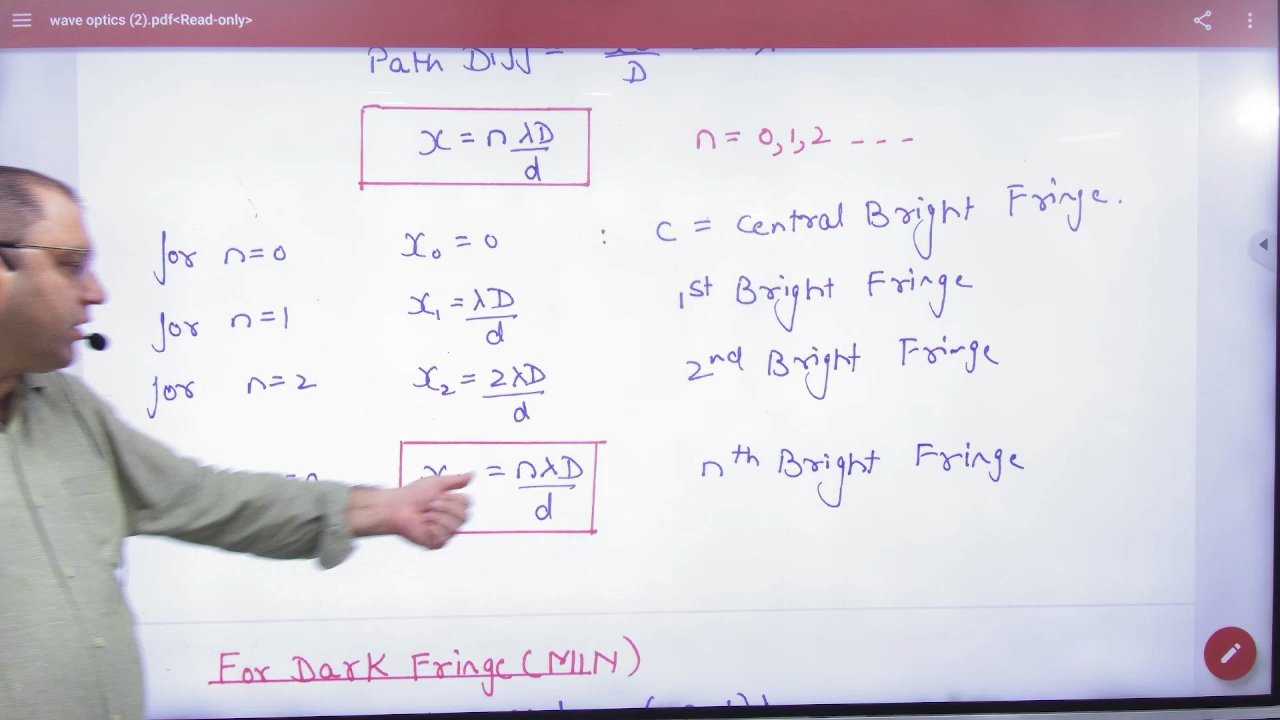 wave optics (2).pdf<Read-only>
Path Diff =
D
x = nλD/d n = 0,1,2 ---
for n=0 x₀ = 0 : C = Central Bright Fringe.
for n=1 x₁ = λD/d 1st Bright Fringe
for n=2 x₂ = 2λD/d 2nd Bright Fringe
= nλD/d nth Bright Fringe
For Dark Fringe (MIN)